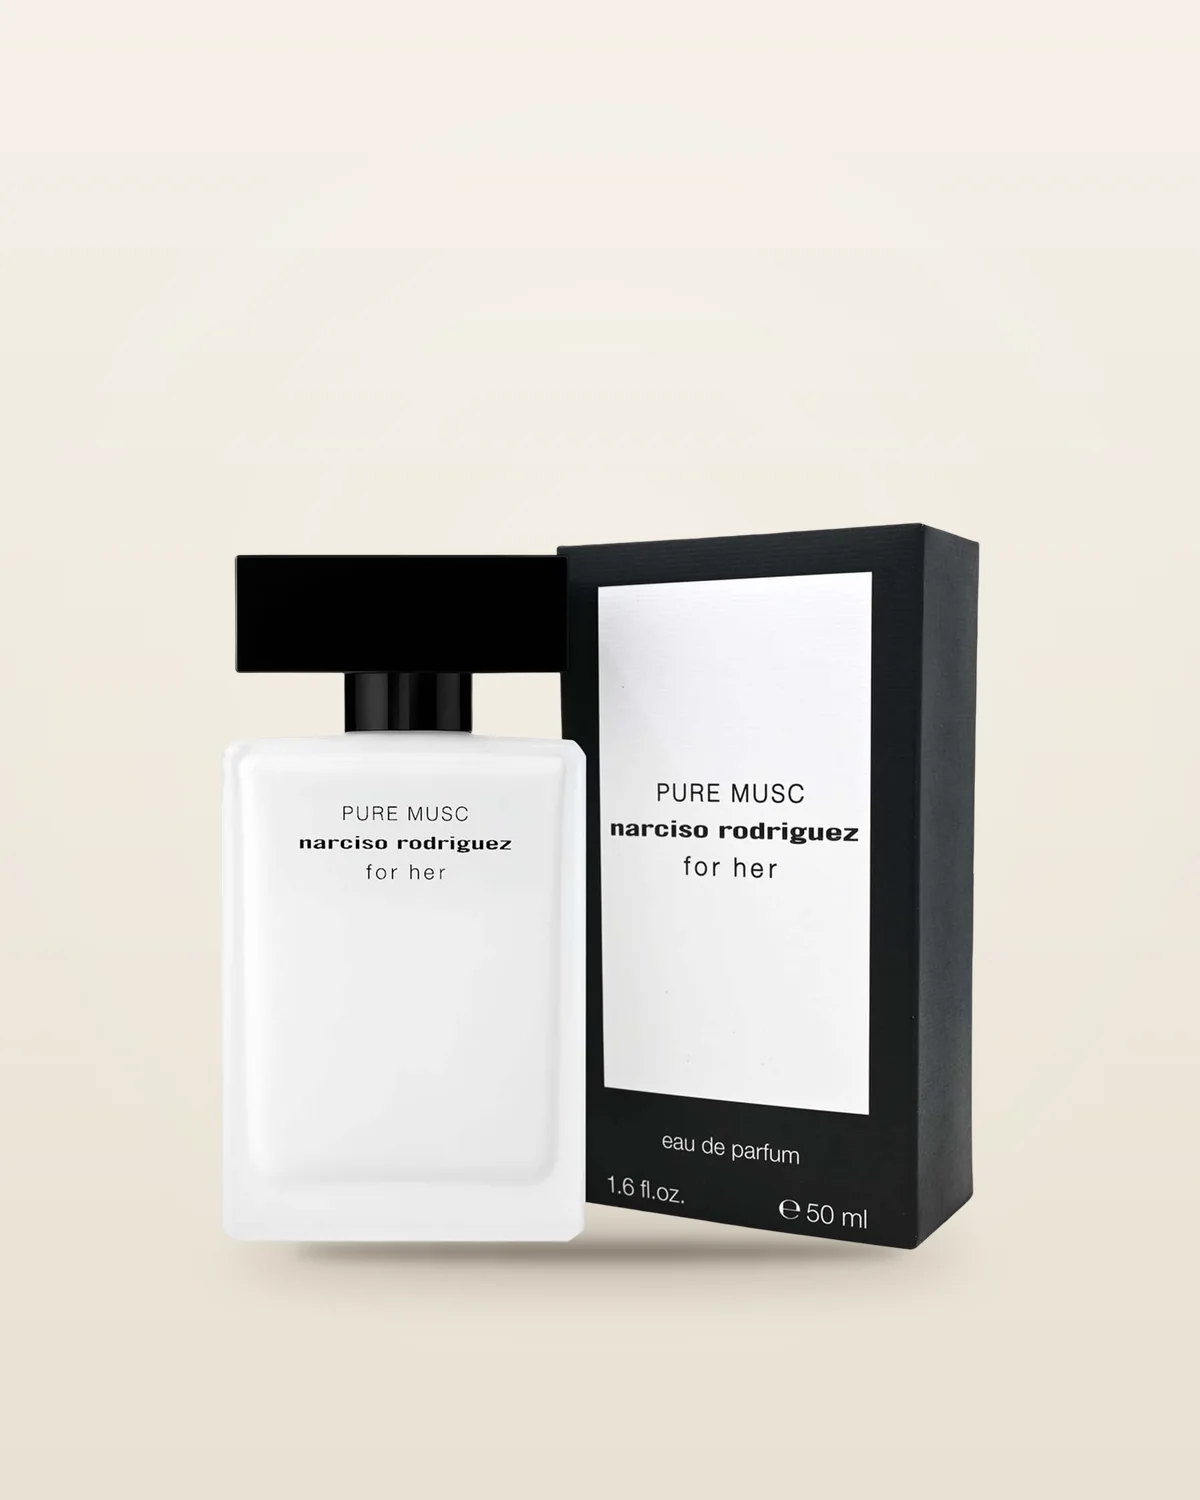 PURE MUSC
narciso rodriguez
for her
PURE MUSC
narciso rodriguez
for her
eau de parfum
1.6 fl.oz.
℮ 50 ml